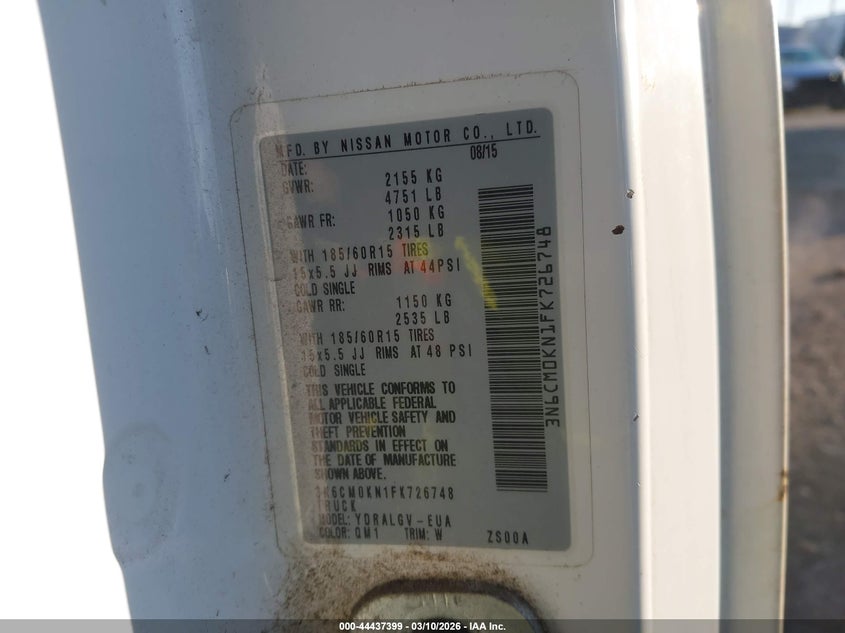 MFD. BY NISSAN MOTOR CO., LTD.
DATE: 08/15
GVWR: 2155 KG
4751 LB
GAWR FR: 1050 KG
2315 LB
WITH 185/60R15 TIRES
15x5.5 JJ RIMS AT 44PSI
COLD SINGLE
GAWR RR: 1150 KG
2535 LB
WITH 185/60R15 TIRES
15x5.5 JJ RIMS AT 48 PSI
COLD SINGLE
THIS VEHICLE CONFORMS TO
ALL APPLICABLE FEDERAL
MOTOR VEHICLE SAFETY AND
THEFT PREVENTION
STANDARDS IN EFFECT ON
THE DATE OF MANUFACTURE
SHOWN ABOVE.
3N6CM0KN1FK726748
TRUCK
MODEL: YDRALGV-EUA
COLOR: QM1 TRIM: W ZS00A
3N6CM0KN1FK726748
000-44437399 — 03/10/2026 — IAA Inc.